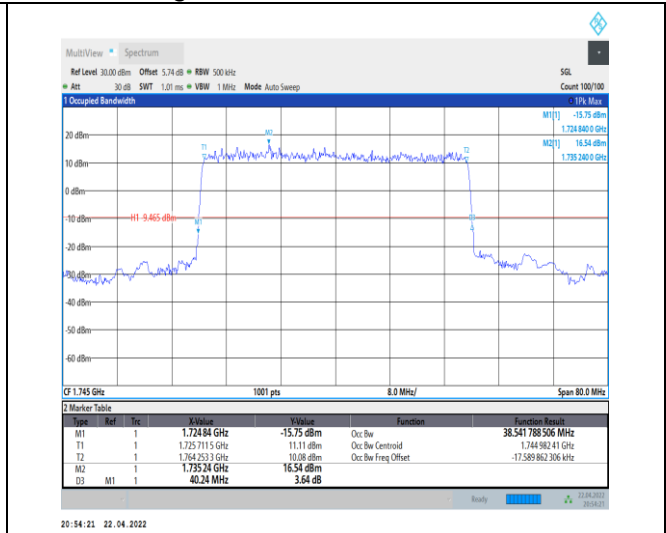 MultiView Spectrum
Ref Level 30.00 dBm Offset 5.74 dB RBW 500 kHz SGL
Att 30 dB SWT 1.01 ms VBW 1 MHz Mode Auto Sweep Count 100/100
1 Occupied Bandwidth 1Pk Max
M1[1] -15.75 dBm
1.724 840 0 GHz
M2[1] 16.54 dBm
1.735 240 0 GHz
20 dBm
M2
T1
T2
10 dBm
0 dBm
-10 dBm
H1 -9.465 dBm
M1
D3
-20 dBm
-30 dBm
-40 dBm
-50 dBm
-60 dBm
CF 1.745 GHz 1001 pts 8.0 MHz/ Span 80.0 MHz
2 Marker Table
Type Ref Trc X-Value Y-Value Function Function Result
M1 1 1.724 84 GHz -15.75 dBm Occ Bw 38.541 788 506 MHz
T1 1 1.725 711 5 GHz 11.11 dBm Occ Bw Centroid 1.744 982 41 GHz
T2 1 1.764 253 3 GHz 10.08 dBm Occ Bw Freq Offset -17.589 862 306 kHz
M2 1 1.735 24 GHz 16.54 dBm
D3 M1 1 40.24 MHz 3.64 dB
Ready 22.04.2022
20:54:21
20:54:21 22.04.2022